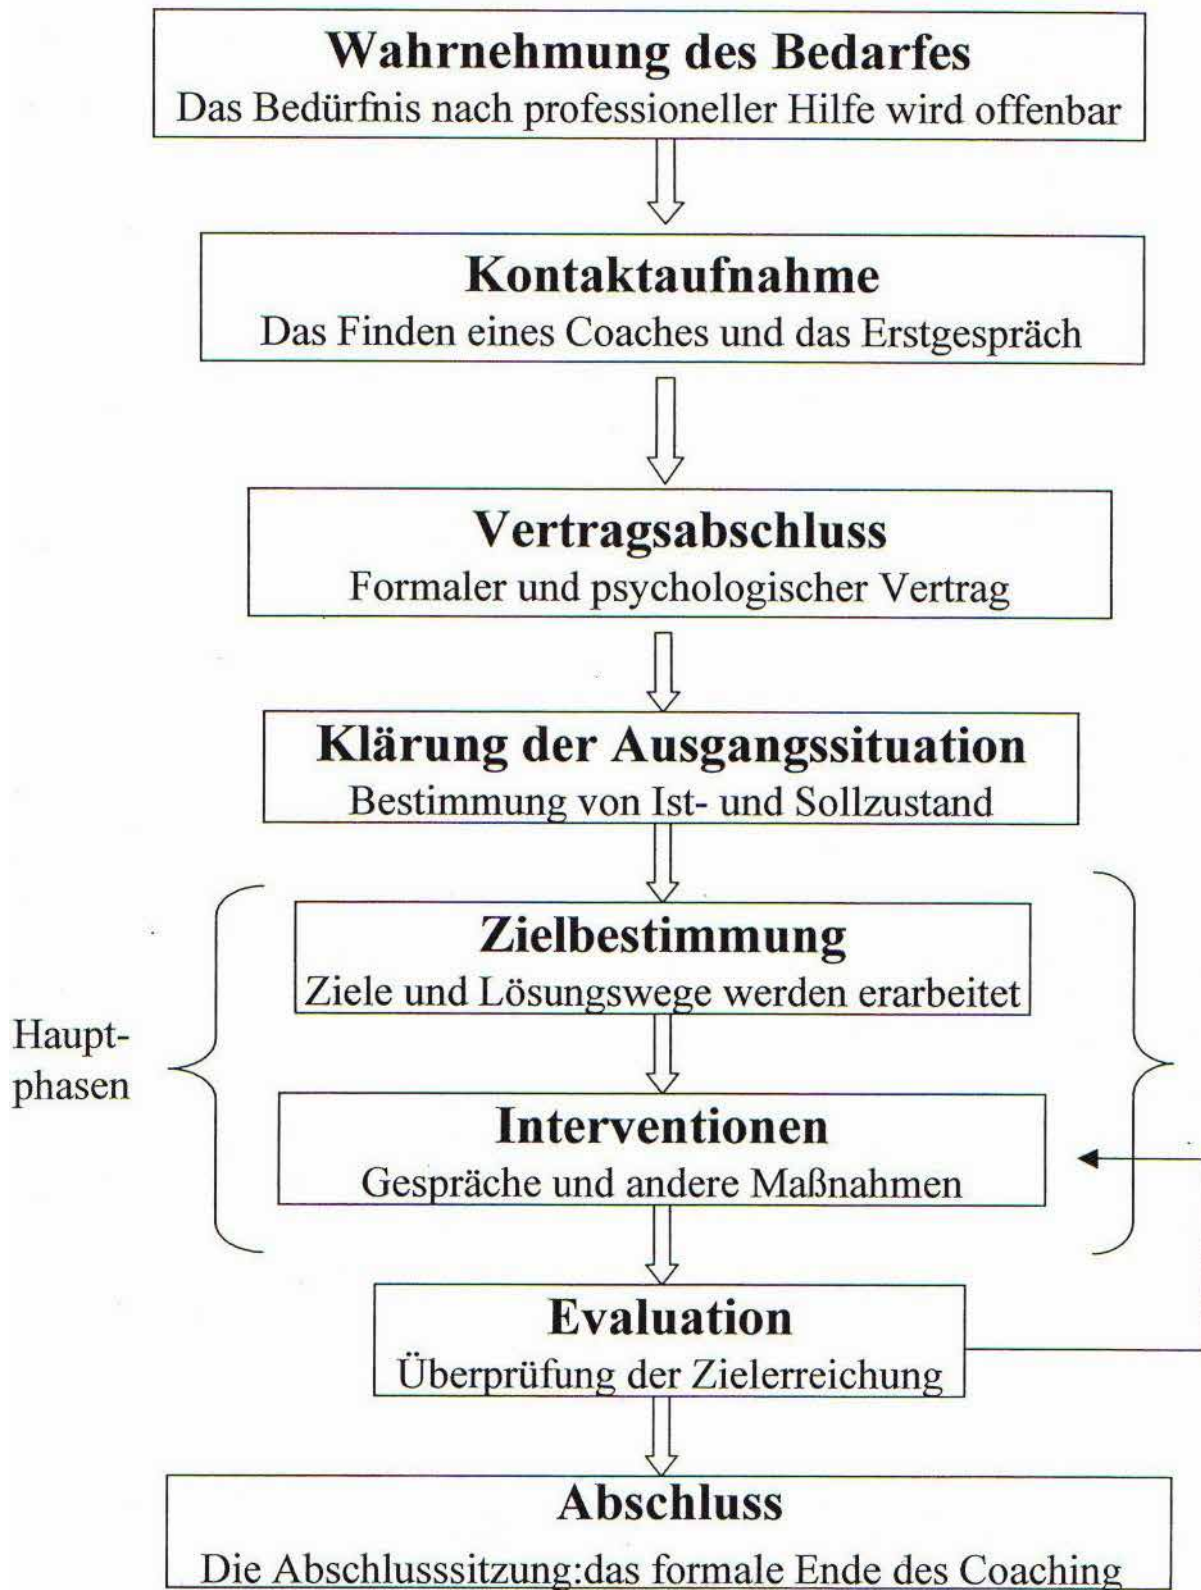 Wahrnehmung des Bedarfes
Das Bedürfnis nach professioneller Hilfe wird offenbar
Kontaktaufnahme
Das Finden eines Coaches und das Erstgespräch
Vertragsabschluss
Formaler und psychologischer Vertrag
Klärung der Ausgangssituation
Bestimmung von Ist- und Sollzustand
Zielbestimmung
Ziele und Lösungswege werden erarbeitet
Haupt-
phasen
Interventionen
Gespräche und andere Maßnahmen
Evaluation
Überprüfung der Zielerreichung
Abschluss
Die Abschlusssitzung:das formale Ende des Coaching